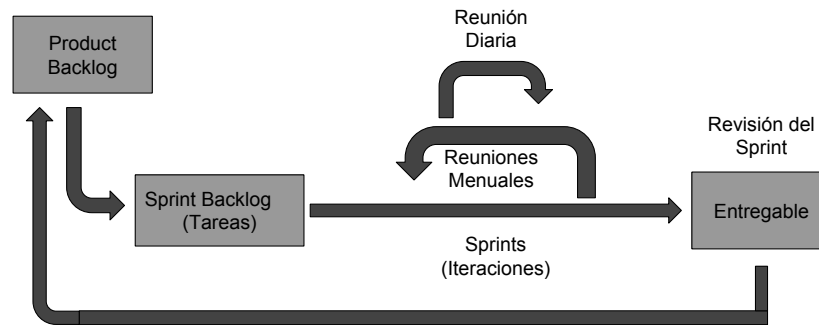 Product
Backlog
Reunión
Diaria
Reuniones
Menuales
Revisión del
Sprint
Sprint Backlog
(Tareas)
Entregable
Sprints
(Iteraciones)